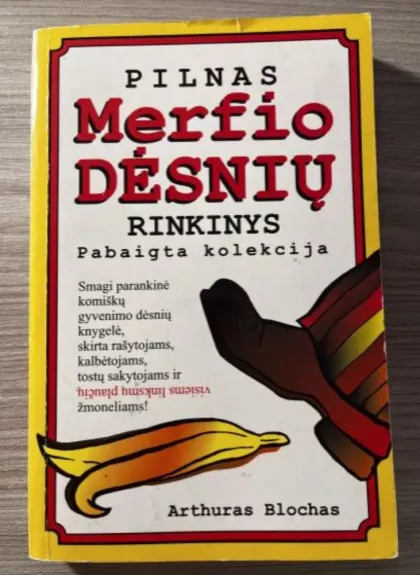 PILNAS
Merfio
DĖSNIŲ
RINKINYS
Pabaigta kolekcija
Smagi parankinė
komiškų
gyvenimo dėsnių
knygelė,
skirta rašytojams,
kalbėtojams,
tostų sakytojams ir
visiems linksmų plaučių
žmoneliams!
Arthuras Blochas